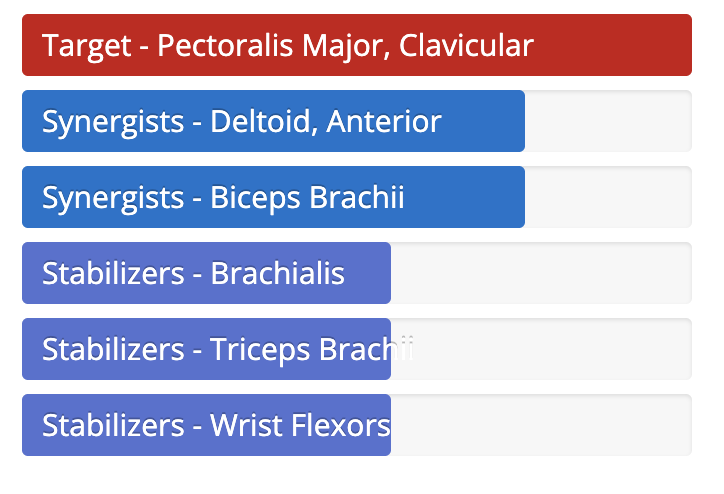 Target - Pectoralis Major, Clavicular
Synergists - Deltoid, Anterior
Synergists - Biceps Brachii
Stabilizers - Brachialis
Stabilizers - Triceps Brachii
Stabilizers - Wrist Flexors